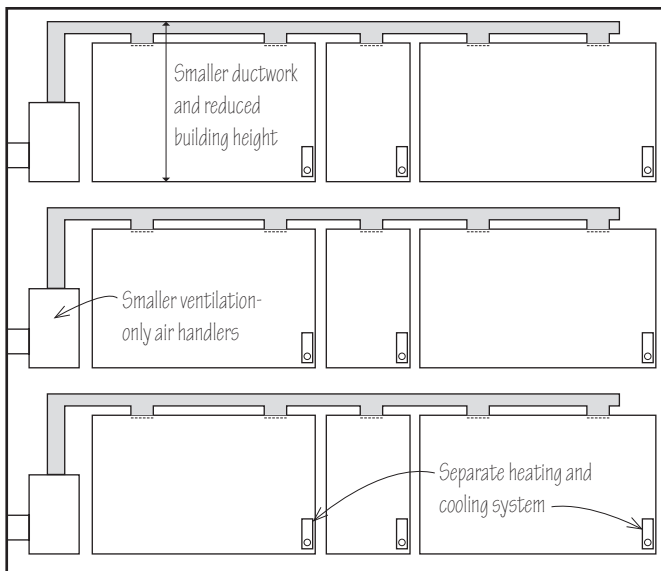 Smaller ductwork
and reduced
building height
Smaller ventilation-
only air handlers
Separate heating and
cooling system